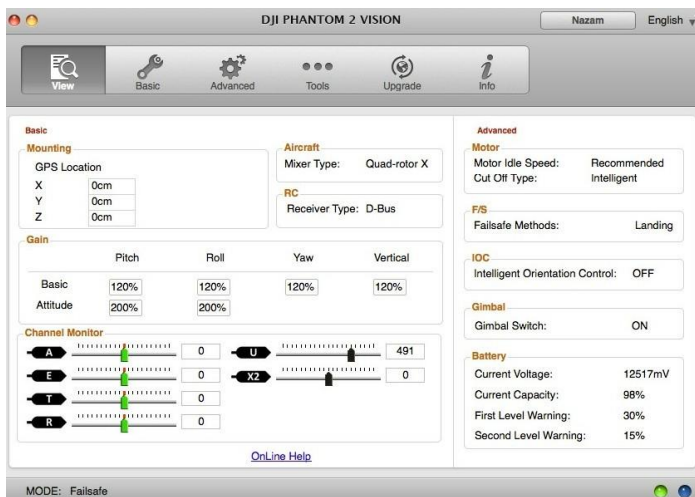 DJI PHANTOM 2 VISION
Nazam
English
View
Basic
Advanced
Tools
Upgrade
Info
Basic
Mounting
GPS Location
X 0cm
Y 0cm
Z 0cm
Aircraft
Mixer Type: Quad-rotor X
RC
Receiver Type: D-Bus
Gain
Pitch Roll Yaw Vertical
Basic 120% 120% 120% 120%
Attitude 200% 200%
Channel Monitor
A 0 U 491
E 0 X2 0
T 0
R 0
OnLine Help
Advanced
Motor
Motor Idle Speed: Recommended
Cut Off Type: Intelligent
F/S
Failsafe Methods: Landing
IOC
Intelligent Orientation Control: OFF
Gimbal
Gimbal Switch: ON
Battery
Current Voltage: 12517mV
Current Capacity: 98%
First Level Warning: 30%
Second Level Warning: 15%
MODE: Failsafe